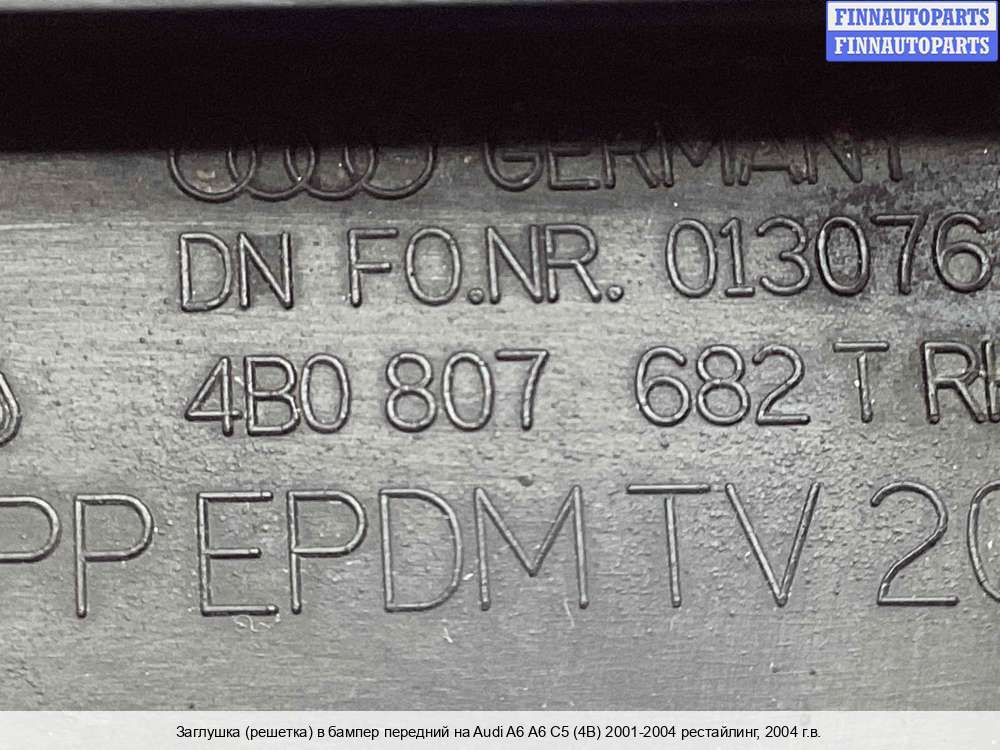 FINNAUTOPARTS
FINNAUTOPARTS
GERMANY
DN FO.NR. 013076
4B0 807 682 T
PP EPDM TV 20
Заглушка (решетка) в бампер передний на Audi A6 A6 C5 (4B) 2001-2004 рестайлинг, 2004 г.в.